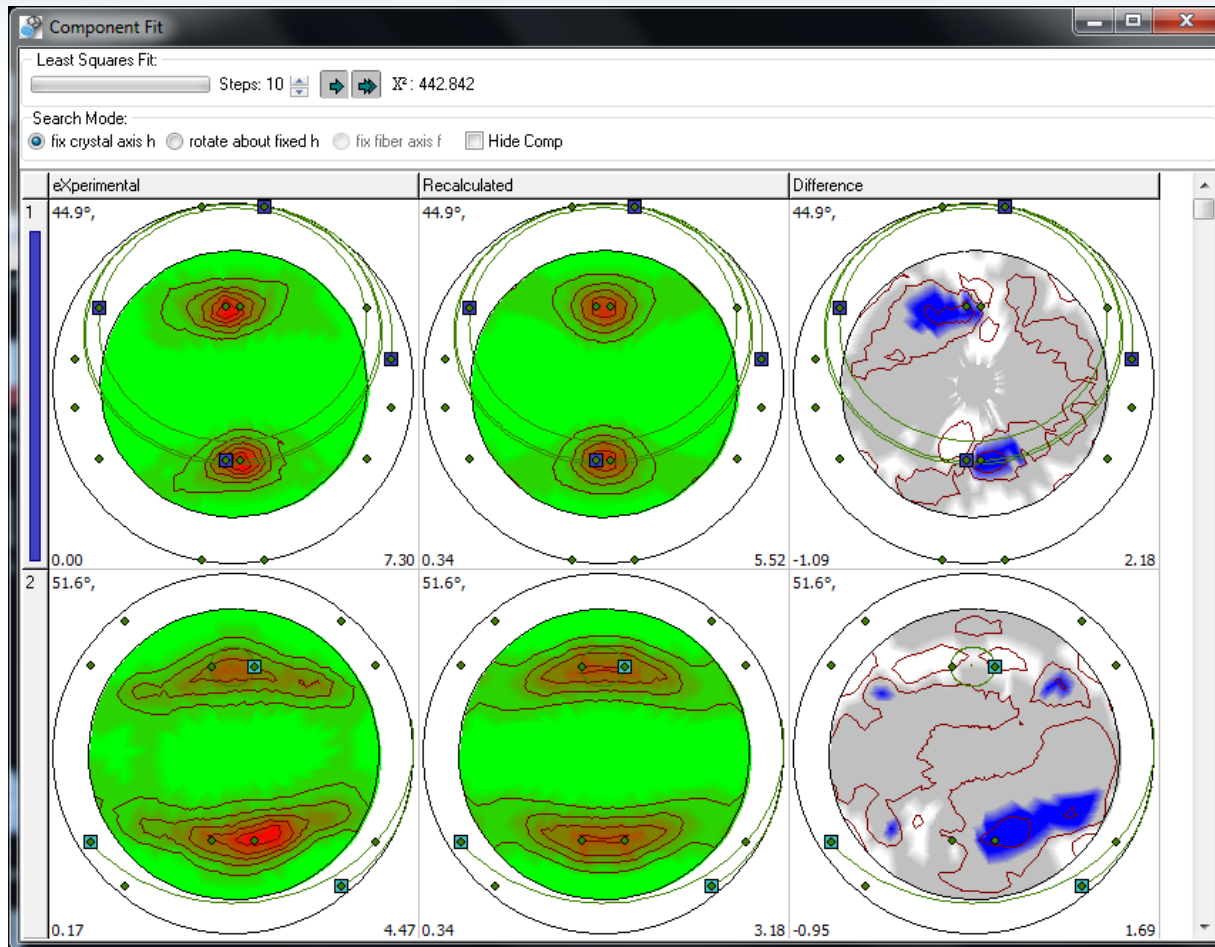 Component Fit
Least Squares Fit:
Steps: 10 X² : 442.842
Search Mode:
fix crystal axis h rotate about fixed h fix fiber axis f Hide Comp
eXperimental Recalculated Difference
1 44.9°, 44.9°, 44.9°,
0.00 7.30 0.34 5.52 -1.09 2.18
2 51.6°, 51.6°, 51.6°,
0.17 4.47 0.34 3.18 -0.95 1.69